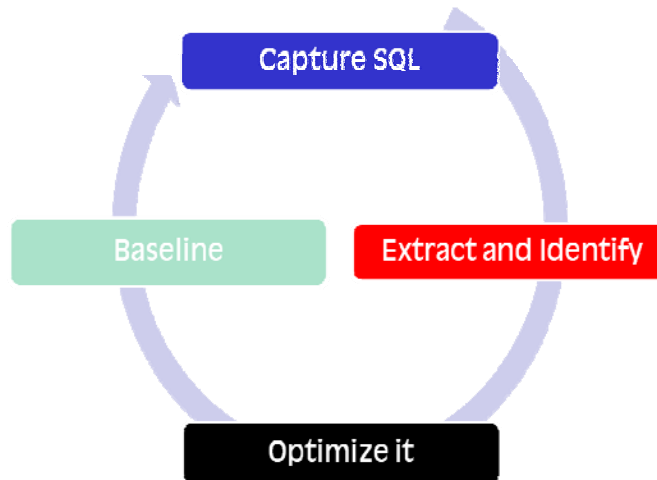 Capture SQL
Baseline
Extract and Identify
Optimize it